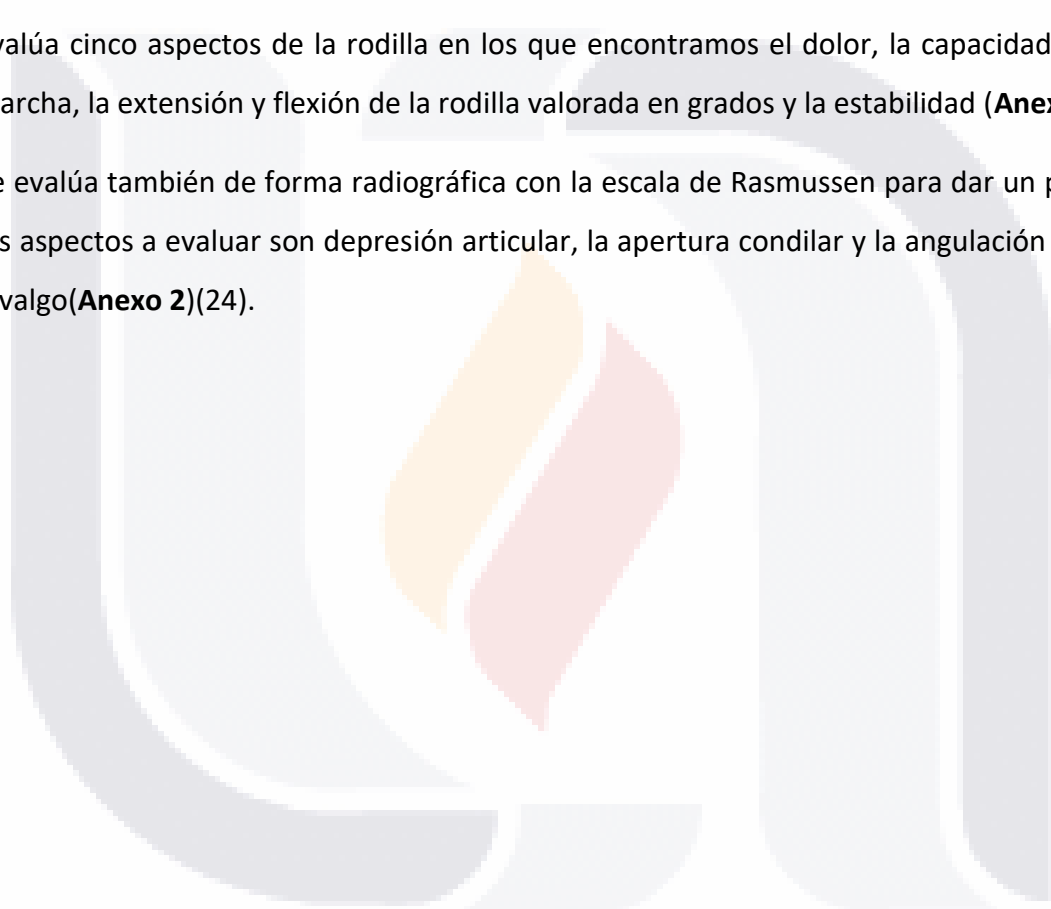 valúa cinco aspectos de la rodilla en los que encontramos el dolor, la capacidad
archa, la extensión y flexión de la rodilla valorada en grados y la estabilidad (Anex
e evalúa también de forma radiográfica con la escala de Rasmussen para dar un p
s aspectos a evaluar son depresión articular, la apertura condilar y la angulación
valgo(Anexo 2)(24).